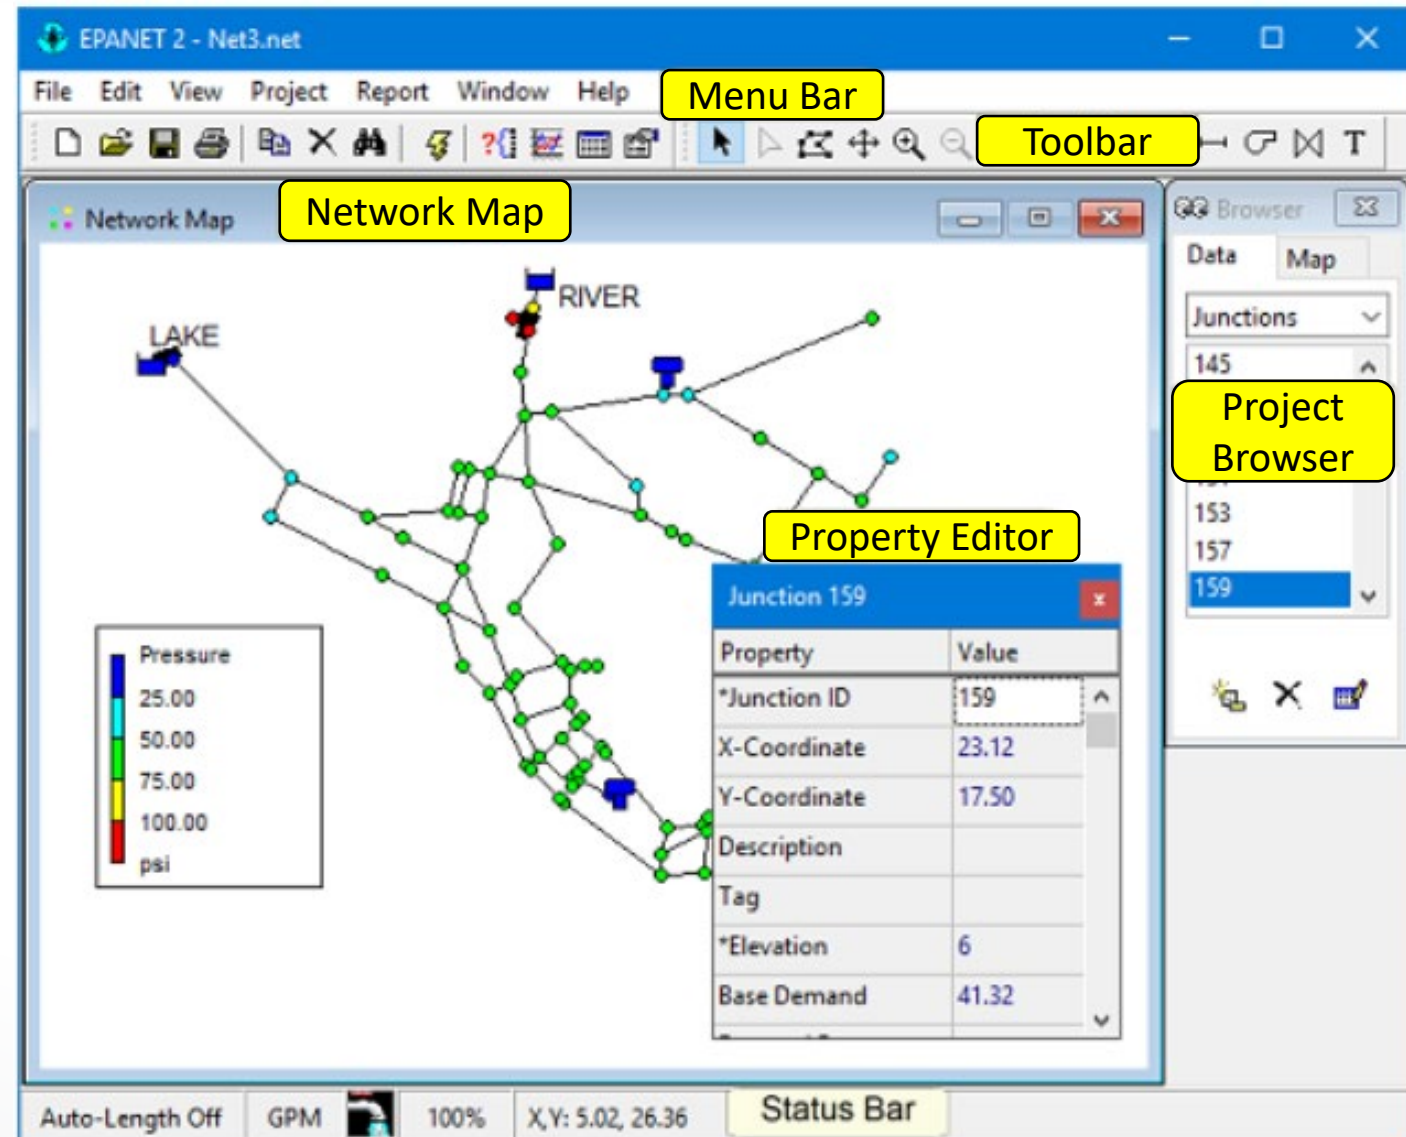 EPANET 2 - Net3.net
File Edit View Project Report Window Help
Menu Bar
Toolbar
T
Network Map
Network Map
Browser
Data Map
Junctions
145
Project
Browser
153
157
159
RIVER
LAKE
Property Editor
Junction 159
Property Value
*Junction ID 159
X-Coordinate 23.12
Y-Coordinate 17.50
Description
Tag
*Elevation 6
Base Demand 41.32
Pressure
25.00
50.00
75.00
100.00
psi
Auto-Length Off GPM 100% X,Y: 5.02, 26.36 Status Bar